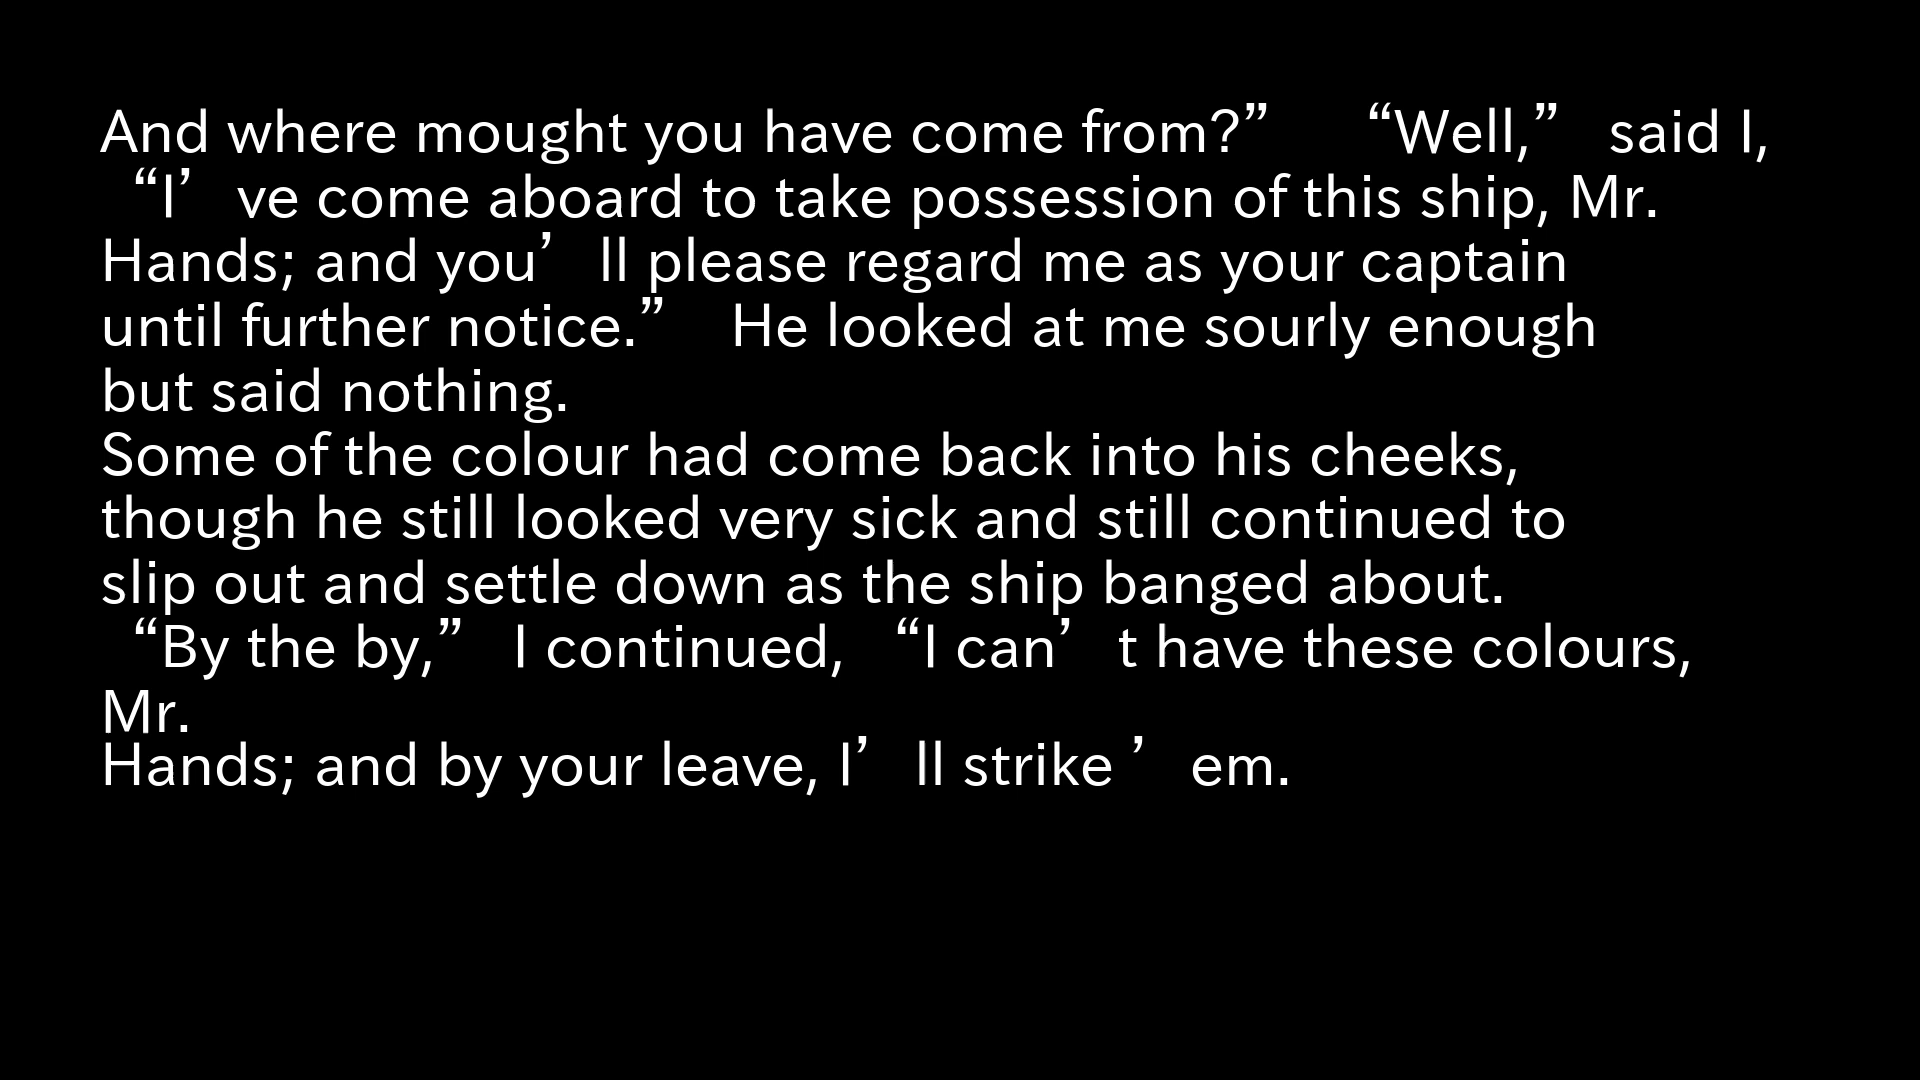 And where mought you have come from?” “Well,” said I,
“I’ve come aboard to take possession of this ship, Mr.
Hands; and you’ll please regard me as your captain
until further notice.” He looked at me sourly enough
but said nothing.
Some of the colour had come back into his cheeks,
though he still looked very sick and still continued to
slip out and settle down as the ship banged about.
“By the by,” I continued, “I can’t have these colours,
Mr.
Hands; and by your leave, I’ll strike ’em.